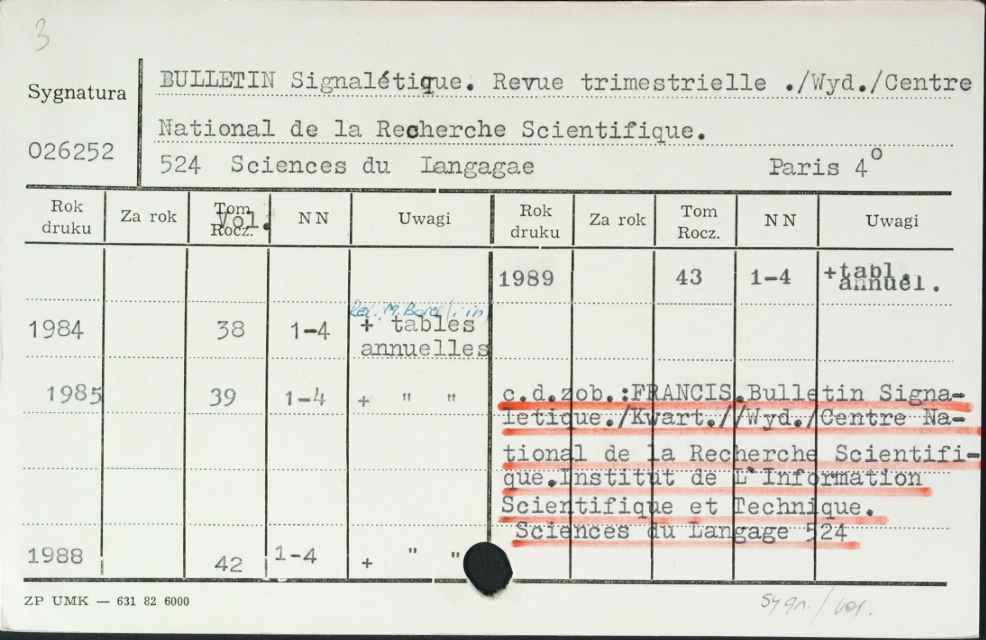 3
Sygnatura
026252
BULLETIN Signalétique. Revue trimestrielle ./Wyd./Centre
National de la Recherche Scientifique.
524 Sciences du Langagae Paris 4°
Rok druku Za rok Tom Rocz. Vol. NN Uwagi Rok druku Za rok Tom Rocz. NN Uwagi
1989 43 1-4 +tabl. annuel.
1984 38 1-4 + tables
annuelles
1985 39 1-4 + " "
1988 42 1-4 + " "
c.d.zob.:FRANCIS.Bulletin Signa-
letique./Kwart.//Wyd./Centre Na-
tional de la Recherche Scientifi-
que.Institut de L`Information
Scientifique et Technique.
Sciences du Langage 524
ZP UMK — 631 82 6000
Sygn./